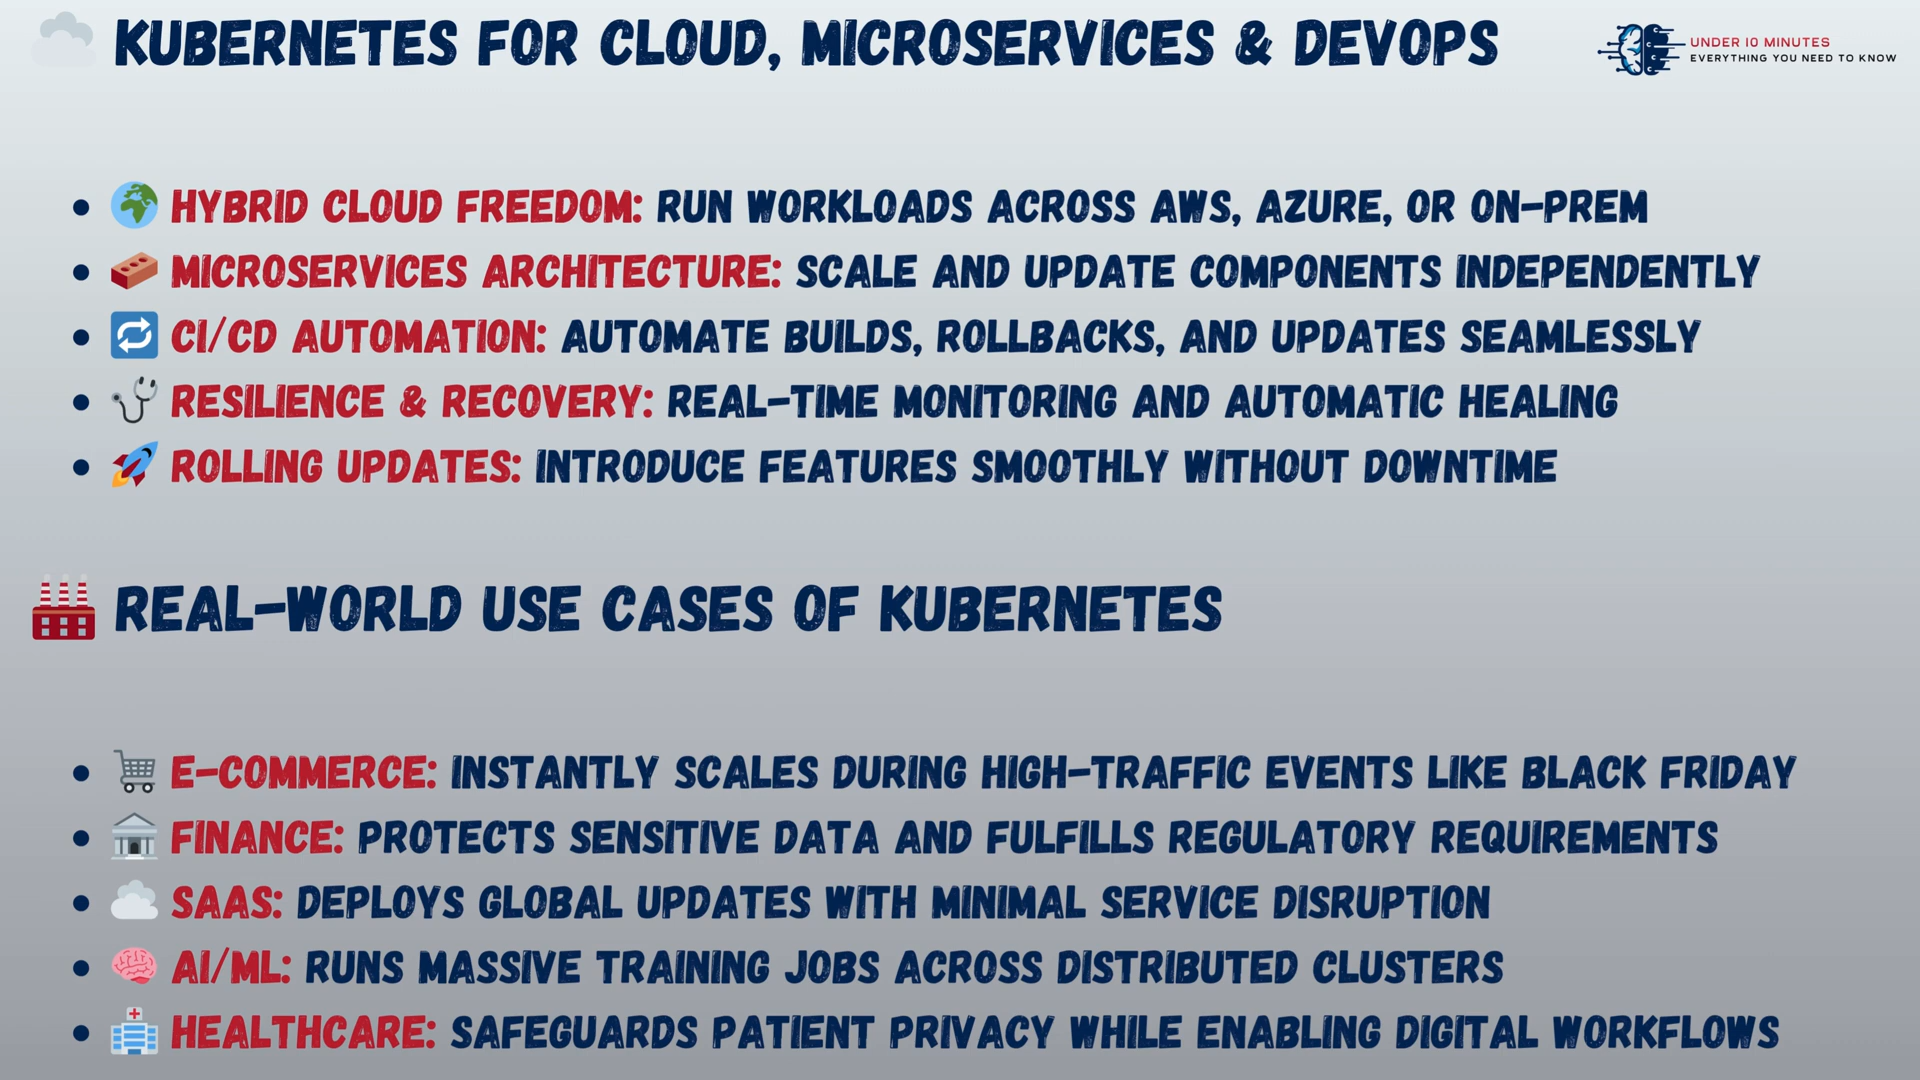 KUBERNETES FOR CLOUD, MICROSERVICES & DEVOPS
UNDER 10 MINUTES
EVERYTHING YOU NEED TO KNOW
HYBRID CLOUD FREEDOM: RUN WORKLOADS ACROSS AWS, AZURE, OR ON-PREM
MICROSERVICES ARCHITECTURE: SCALE AND UPDATE COMPONENTS INDEPENDENTLY
CI/CD AUTOMATION: AUTOMATE BUILDS, ROLLBACKS, AND UPDATES SEAMLESSLY
RESILIENCE & RECOVERY: REAL-TIME MONITORING AND AUTOMATIC HEALING
ROLLING UPDATES: INTRODUCE FEATURES SMOOTHLY WITHOUT DOWNTIME
REAL-WORLD USE CASES OF KUBERNETES
E-COMMERCE: INSTANTLY SCALES DURING HIGH-TRAFFIC EVENTS LIKE BLACK FRIDAY
FINANCE: PROTECTS SENSITIVE DATA AND FULFILLS REGULATORY REQUIREMENTS
SAAS: DEPLOYS GLOBAL UPDATES WITH MINIMAL SERVICE DISRUPTION
AI/ML: RUNS MASSIVE TRAINING JOBS ACROSS DISTRIBUTED CLUSTERS
HEALTHCARE: SAFEGUARDS PATIENT PRIVACY WHILE ENABLING DIGITAL WORKFLOWS